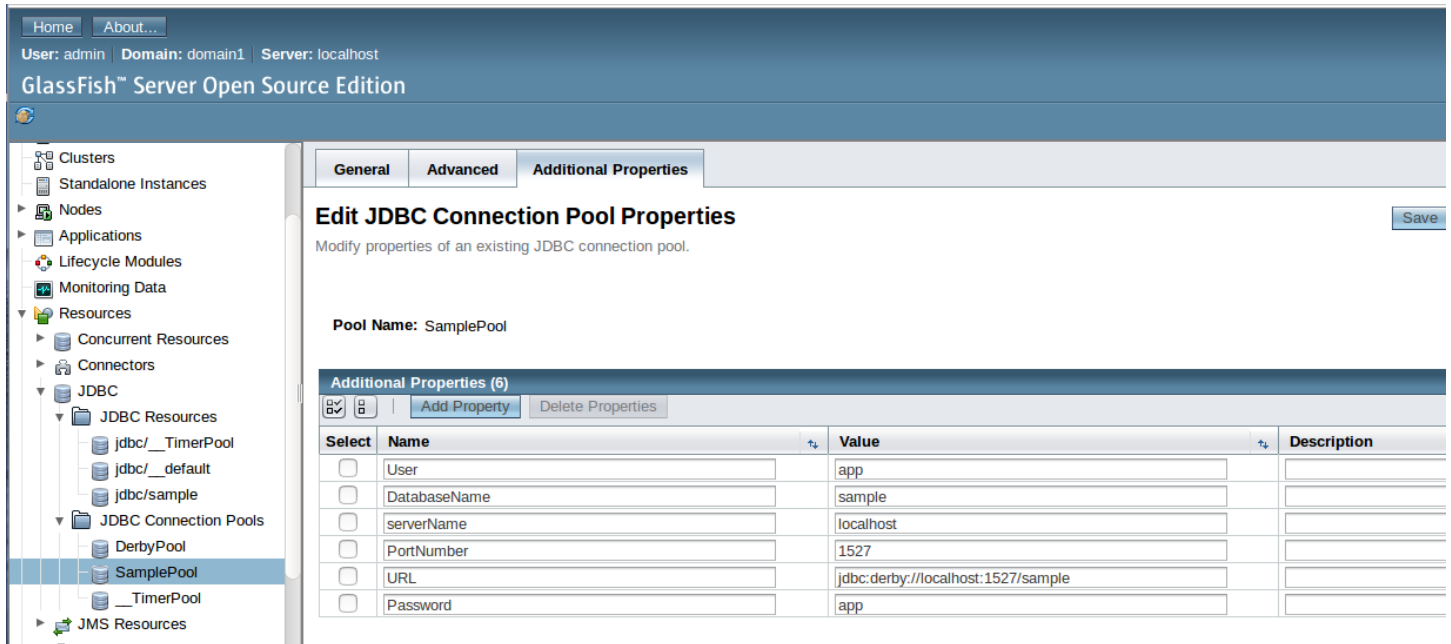 Home About...
User: admin Domain: domain1 Server: localhost
GlassFish™ Server Open Source Edition
Clusters
Standalone Instances
Nodes
Applications
Lifecycle Modules
Monitoring Data
Resources
Concurrent Resources
Connectors
JDBC
JDBC Resources
jdbc/__TimerPool
jdbc/__default
jdbc/sample
JDBC Connection Pools
DerbyPool
SamplePool
__TimerPool
JMS Resources
General Advanced Additional Properties
Edit JDBC Connection Pool Properties
Save
Modify properties of an existing JDBC connection pool.
Pool Name: SamplePool
Additional Properties (6)
Add Property Delete Properties
Select Name Value Description
User app
DatabaseName sample
serverName localhost
PortNumber 1527
URL jdbc:derby://localhost:1527/sample
Password app